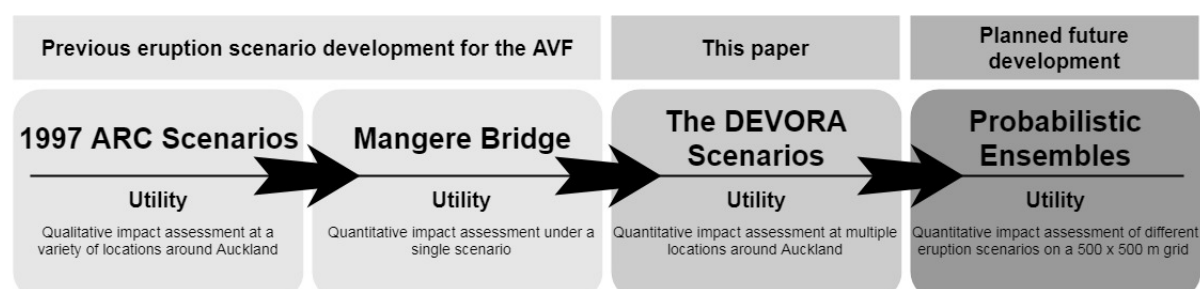 Previous eruption scenario development for the AVF
This paper
Planned future
development
1997 ARC Scenarios
Utility
Qualitative impact assessment at a
variety of locations around Auckland
Mangere Bridge
Utility
Quantitative impact assessment under a
single scenario
The DEVORA
Scenarios
Utility
Quantitative impact assessment at multiple
locations around Auckland
Probabilistic
Ensembles
Utility
Quantitative impact assessment of different
eruption scenarios on a 500 x 500 m grid